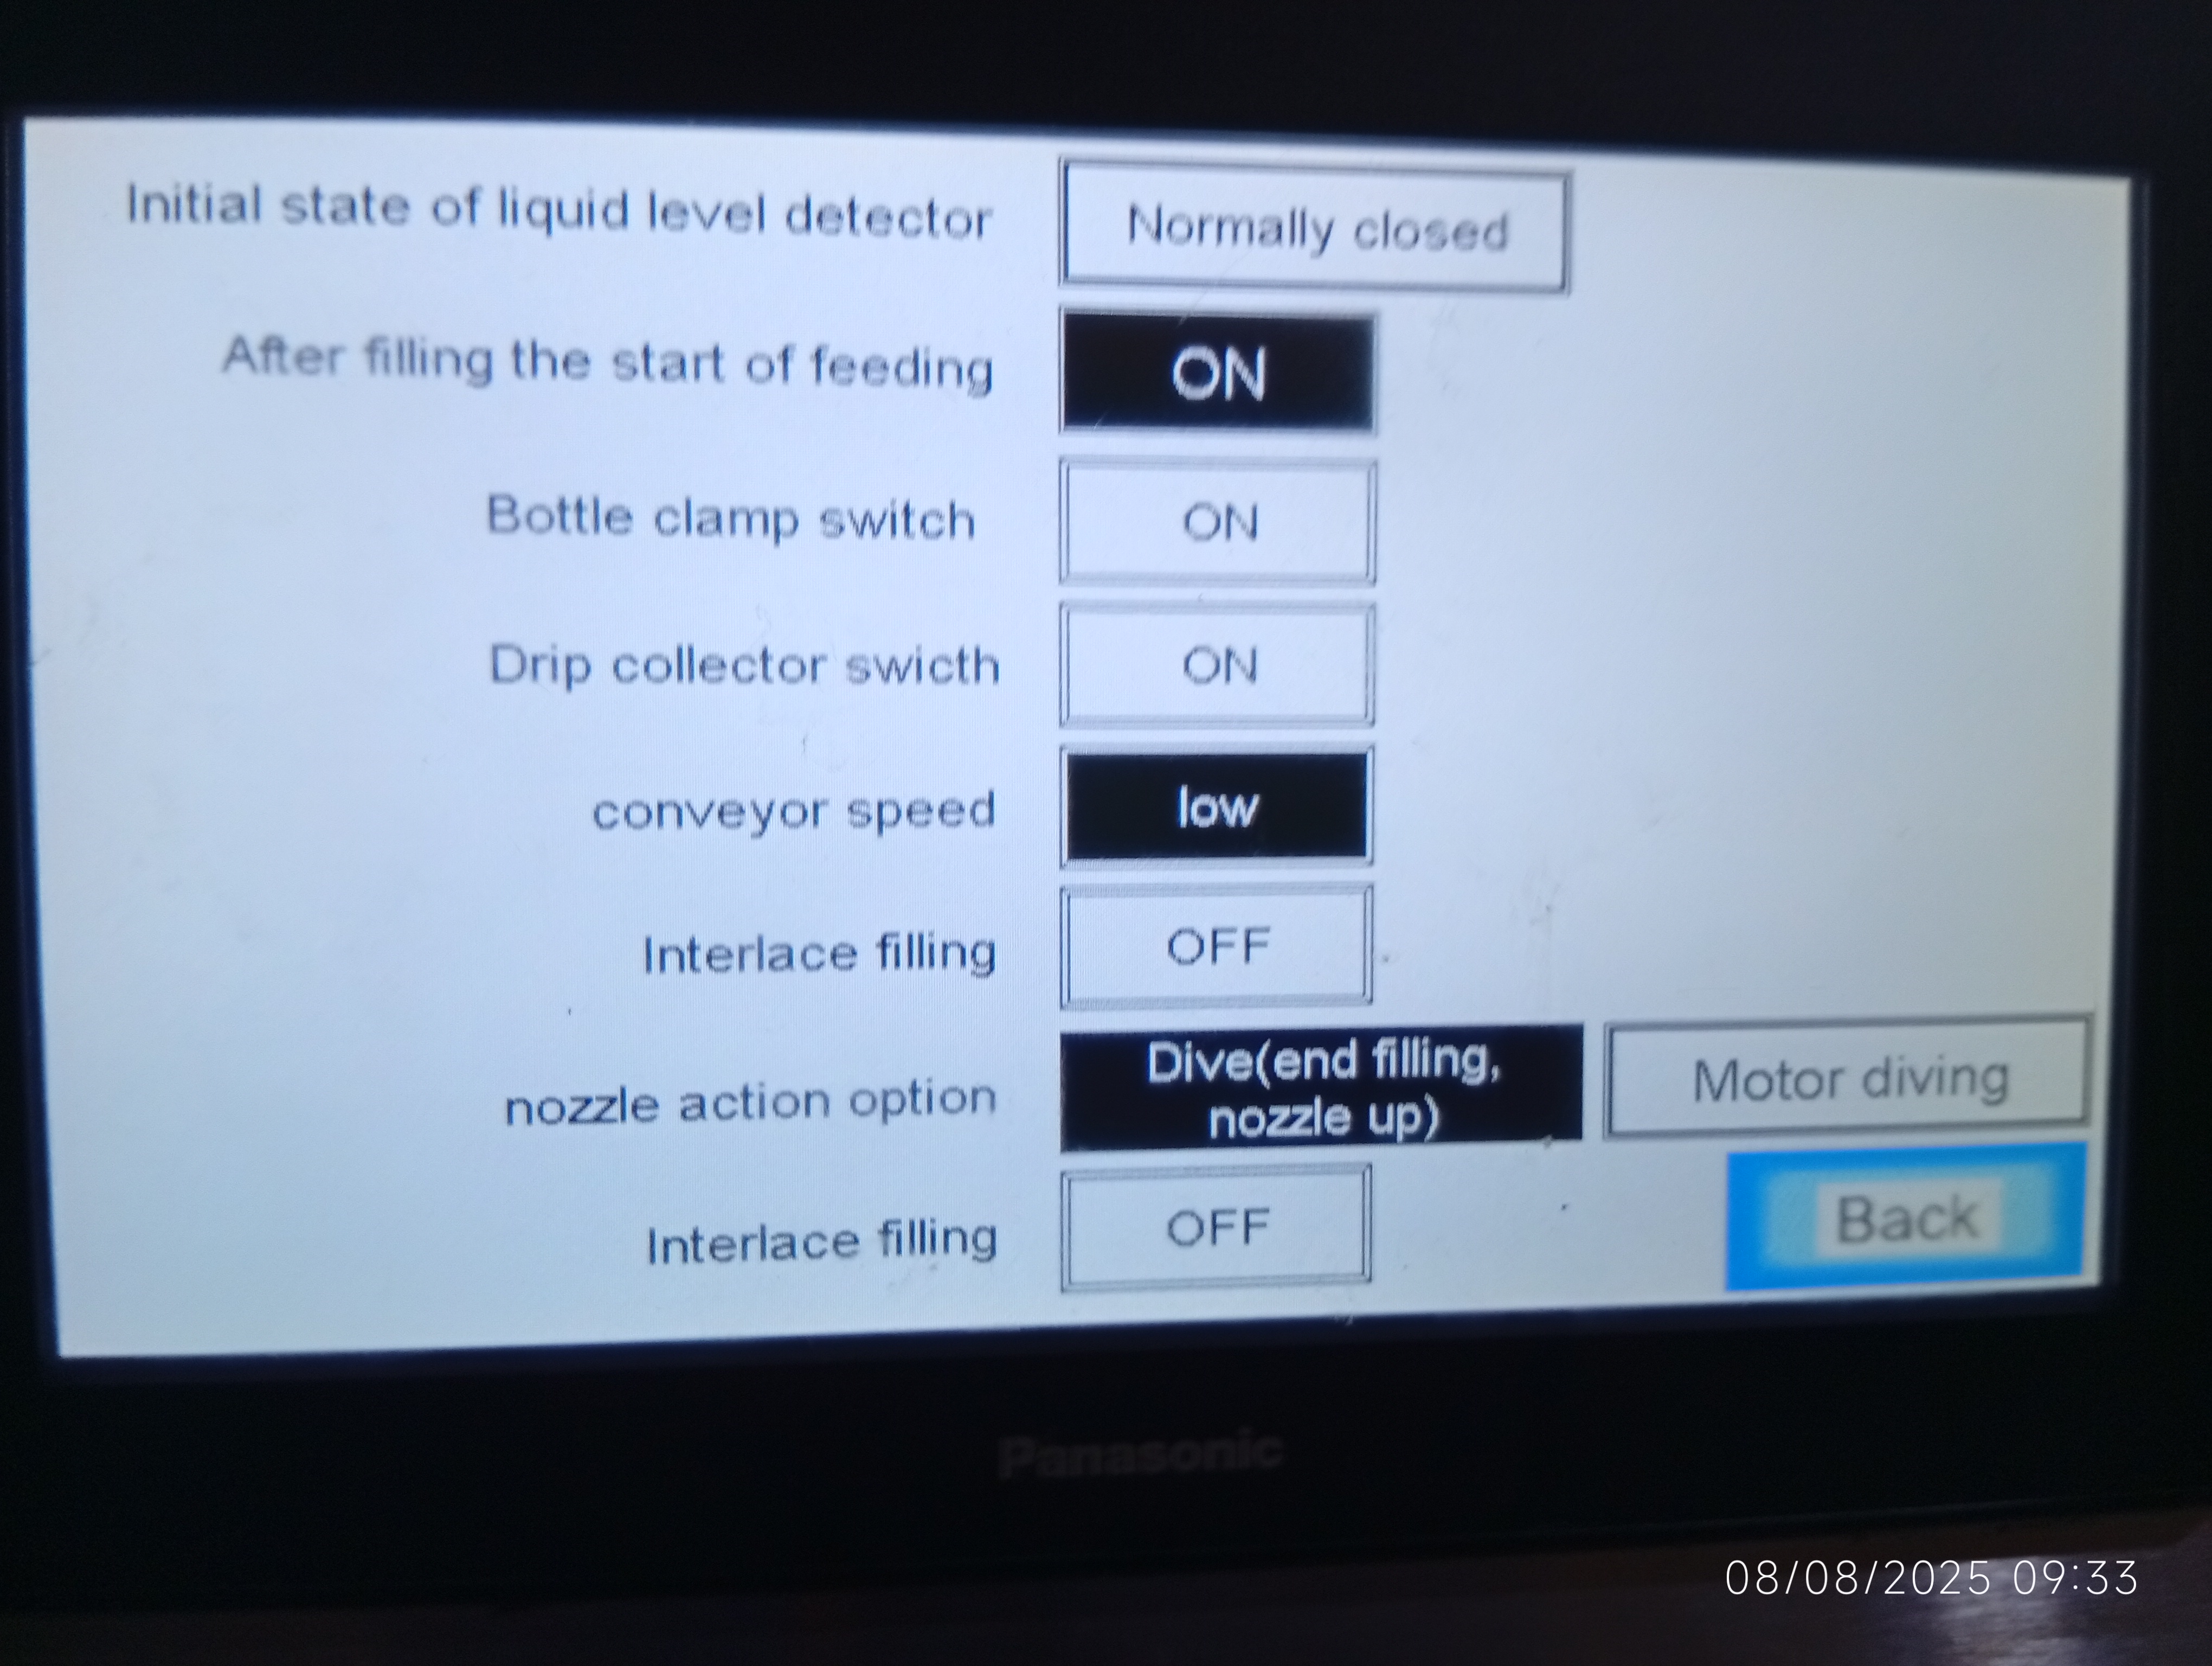 Initial state of liquid level detector Normally closed
After filling the start of feeding ON
Bottle clamp switch ON
Drip collector swicth ON
conveyor speed low
Interlace filling OFF
nozzle action option Dive(end filling,
nozzle up) Motor diving
Interlace filling OFF
Back
Panasonic
08/08/2025 09:33